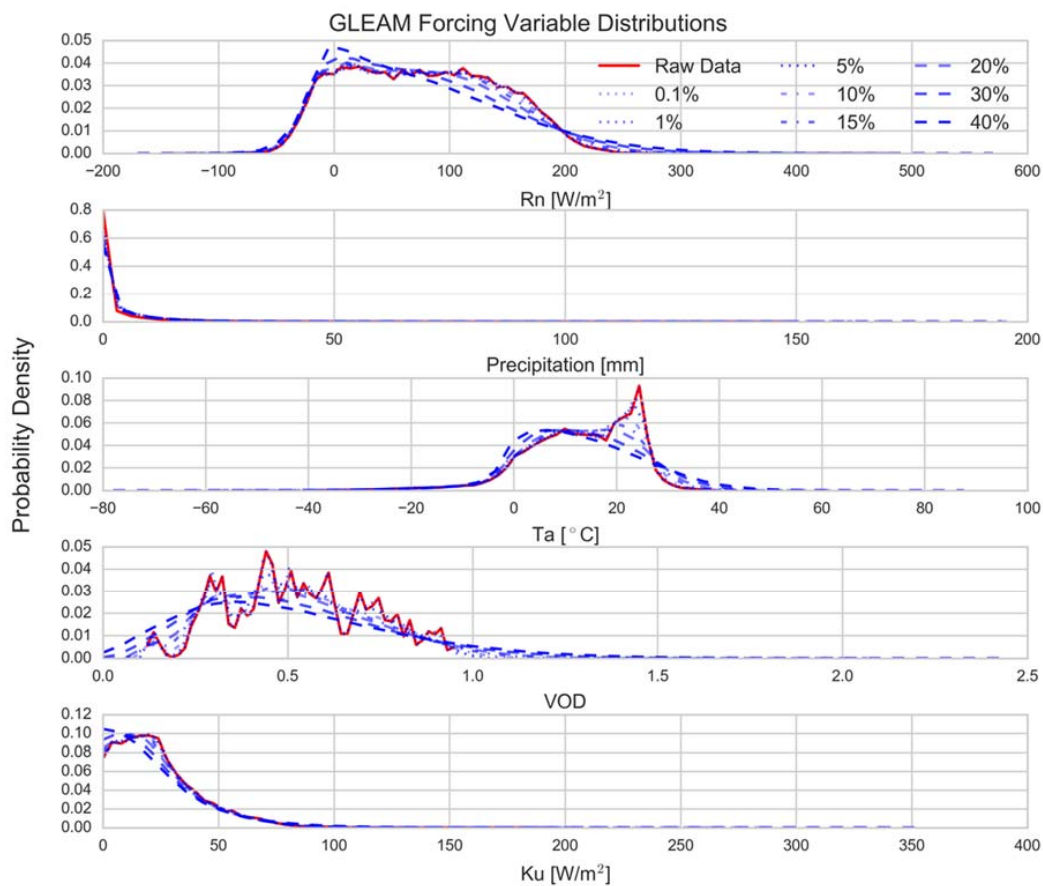 GLEAM Forcing Variable Distributions
Probability Density
0.05
0.04
0.03
0.02
0.01
0.00
Raw Data
0.1%
1%
5%
10%
15%
20%
30%
40%
−200 −100 0 100 200 300 400 500 600
Rn [W/m²]
0.8
0.6
0.4
0.2
0.0
0 50 100 150 200
Precipitation [mm]
0.10
0.08
0.06
0.04
0.02
0.00
−80 −60 −40 −20 0 20 40 60 80 100
Ta [°C]
0.05
0.04
0.03
0.02
0.01
0.00
0.0 0.5 1.0 1.5 2.0 2.5
VOD
0.12
0.10
0.08
0.06
0.04
0.02
0.00
0 50 100 150 200 250 300 350 400
Ku [W/m²]